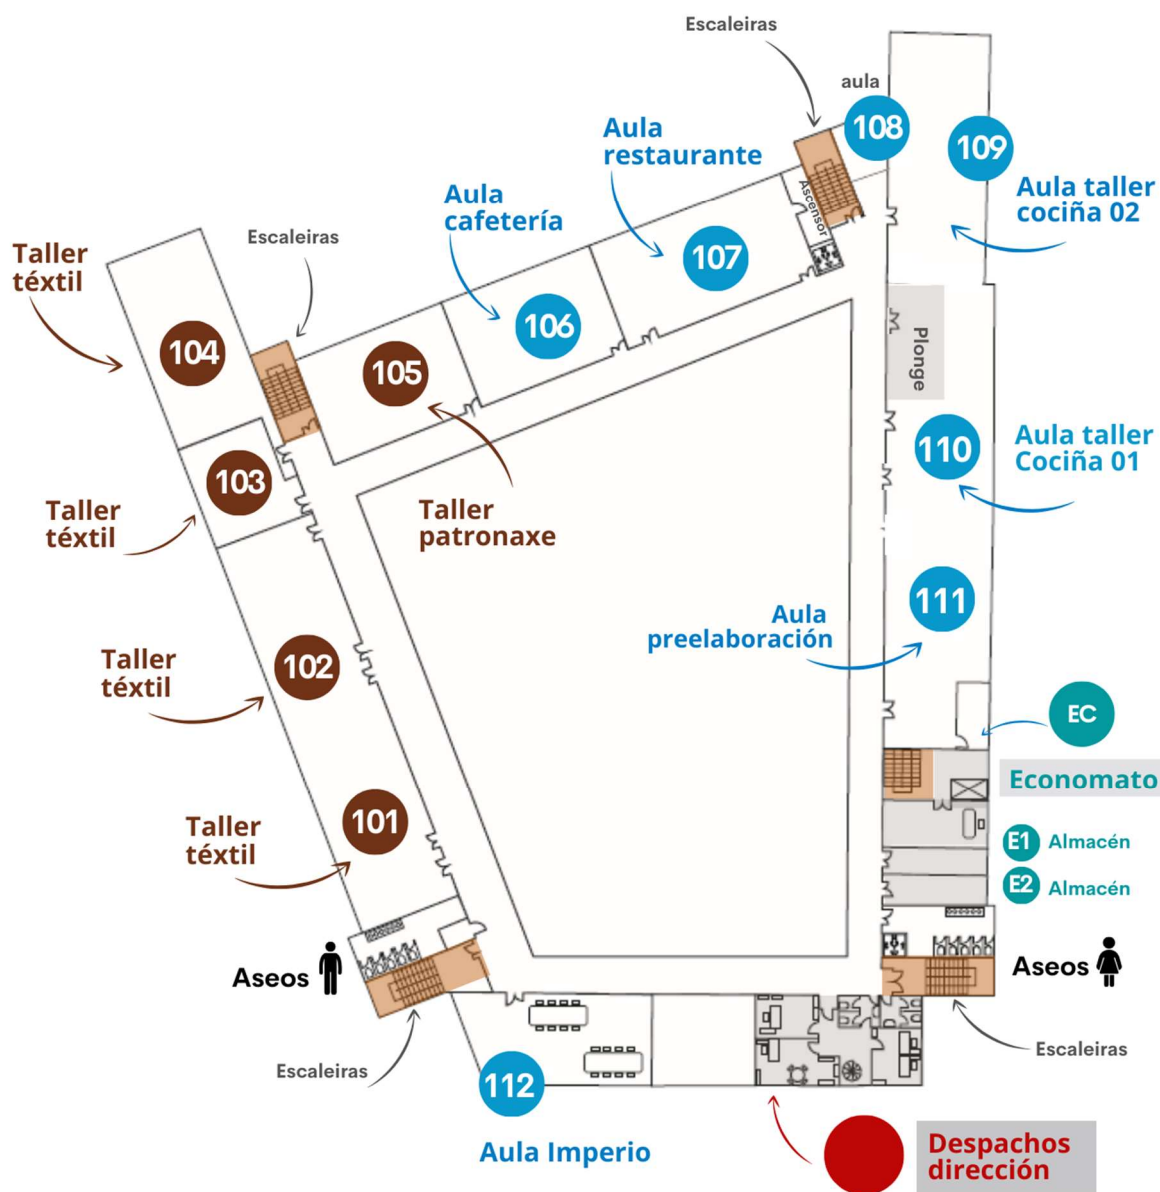 Escaleiras
aula
108
109
Aula
restaurante
Aula taller
cociña 02
Aula
cafetería
Ascensor
107
Escaleiras
Taller
téxtil
106
104
105
Plonge
110
Aula taller
Cociña 01
103
Taller
téxtil
Taller
patronaxe
111
Aula
preelaboración
102
Taller
téxtil
EC
Economato
101
Taller
téxtil
E1 Almacén
E2 Almacén
Aseos
Aseos
Escaleiras
Escaleiras
112
Aula Imperio
Despachos
dirección